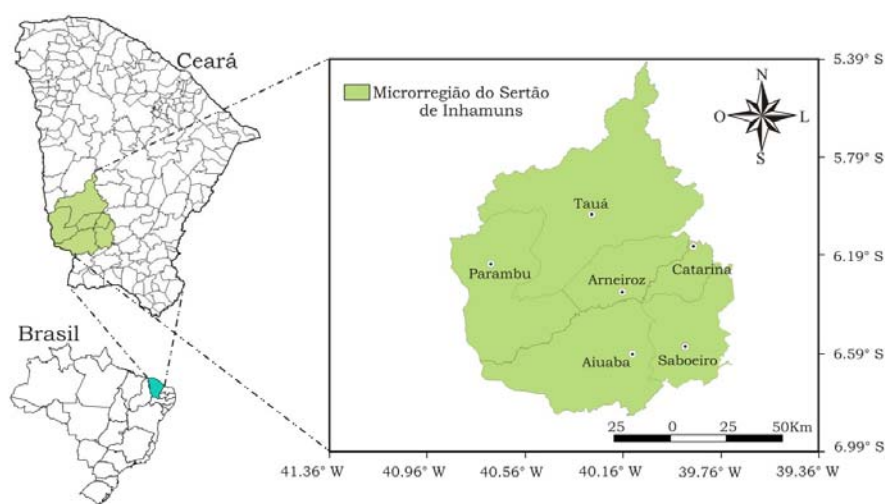 Ceará
Brasil
Microrregião do Sertão
de Inhamuns
N
O
L
S
Tauá
Parambu
Arneiroz
Catarina
Aiuaba
Saboeiro
25 0 25 50Km
5.39° S
5.79° S
6.19° S
6.59° S
6.99° S
41.36° W 40.96° W 40.56° W 40.16° W 39.76° W 39.36° W